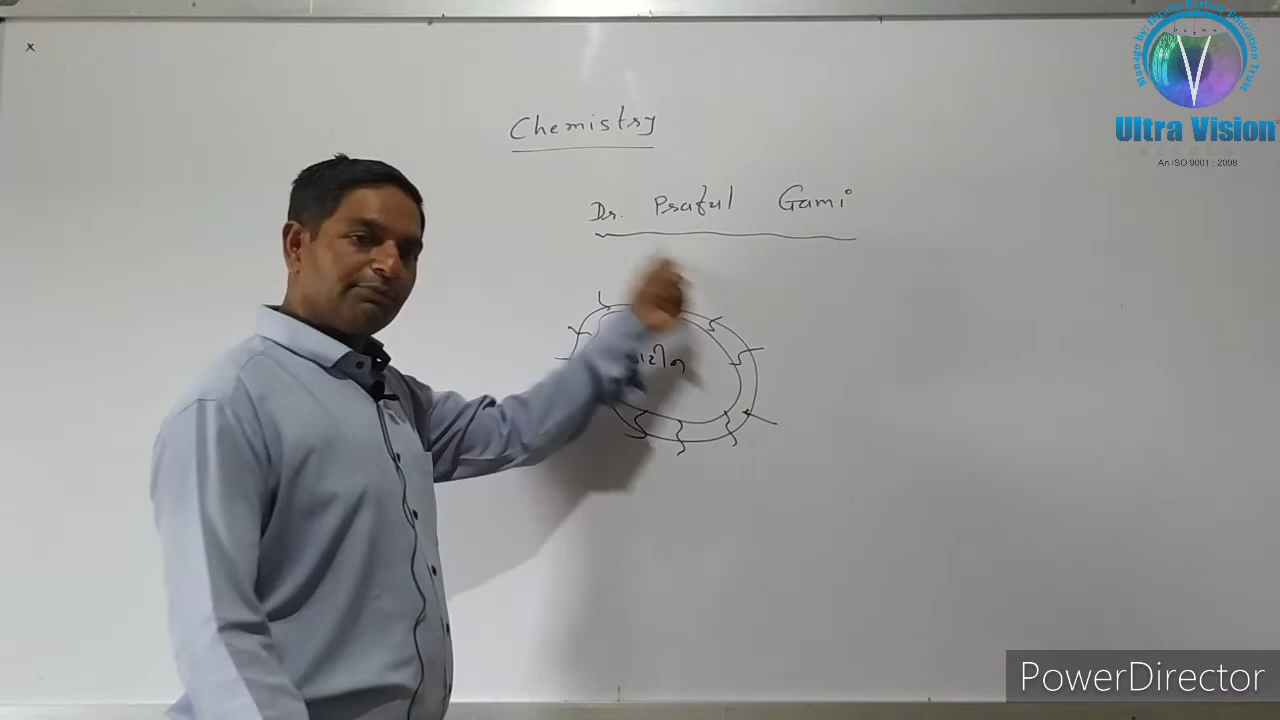 x
Chemistry
Dr. Praful Gami
Ultra Vision
An ISO 9001 : 2008
PowerDirector